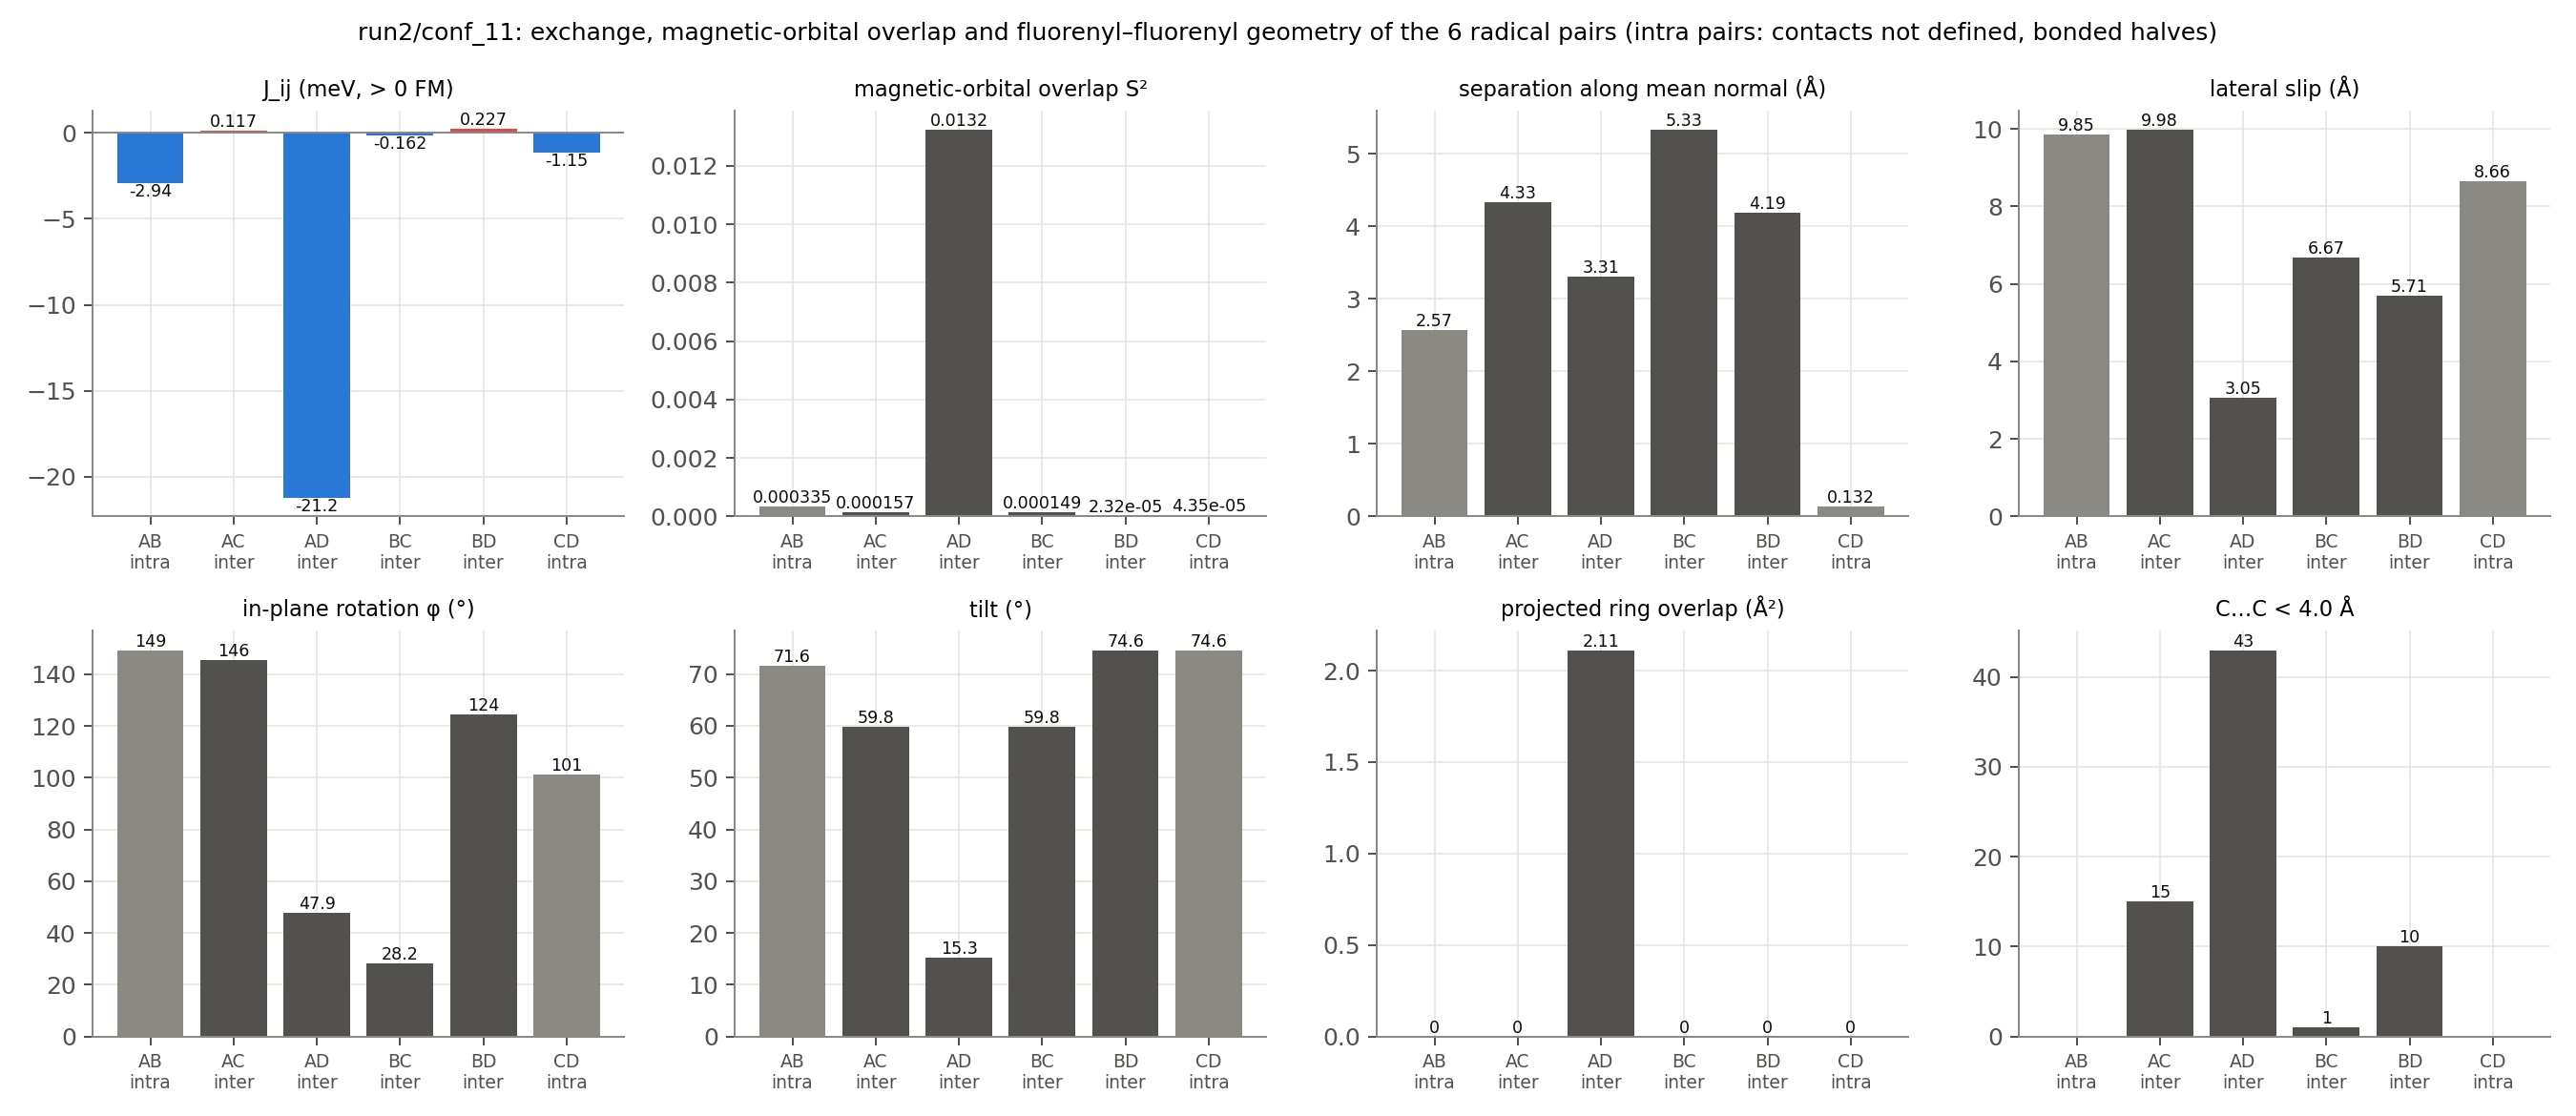 run2/conf_11: exchange, magnetic-orbital overlap and fluorenyl–fluorenyl geometry of the 6 radical pairs (intra pairs: contacts not defined, bonded halves)
J_ij (meV, > 0 FM)
0
−5
−10
−15
−20
-2.94
0.117
-21.2
-0.162
0.227
-1.15
AB intra
AC inter
AD inter
BC inter
BD inter
CD intra
magnetic-orbital overlap S²
0.012
0.010
0.008
0.006
0.004
0.002
0.000
0.000335
0.000157
0.0132
0.000149
2.32e-05
4.35e-05
AB intra
AC inter
AD inter
BC inter
BD inter
CD intra
separation along mean normal (Å)
5
4
3
2
1
0
2.57
4.33
3.31
5.33
4.19
0.132
AB intra
AC inter
AD inter
BC inter
BD inter
CD intra
lateral slip (Å)
10
8
6
4
2
0
9.85
9.98
3.05
6.67
5.71
8.66
AB intra
AC inter
AD inter
BC inter
BD inter
CD intra
in-plane rotation φ (°)
140
120
100
80
60
40
20
0
149
146
47.9
28.2
124
101
AB intra
AC inter
AD inter
BC inter
BD inter
CD intra
tilt (°)
70
60
50
40
30
20
10
0
71.6
59.8
15.3
59.8
74.6
74.6
AB intra
AC inter
AD inter
BC inter
BD inter
CD intra
projected ring overlap (Å²)
2.0
1.5
1.0
0.5
0.0
0
0
2.11
0
0
0
AB intra
AC inter
AD inter
BC inter
BD inter
CD intra
C…C < 4.0 Å
40
30
20
10
0
15
43
1
10
AB intra
AC inter
AD inter
BC inter
BD inter
CD intra